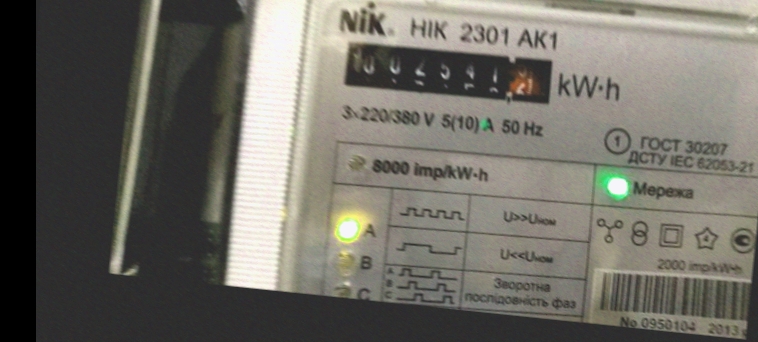 NiK. НІК 2301 АК1
kW·h
3×220/380 V 5(10) A 50 Hz
1 ГОСТ 30207
ДСТУ IEC 62053-21
8000 imp/kW·h
Мережа
A U>>Uном
B U<<Uном
2000 imp/kW·h
C A B C Зворотна
послідовність фаз
No 0950104 2013